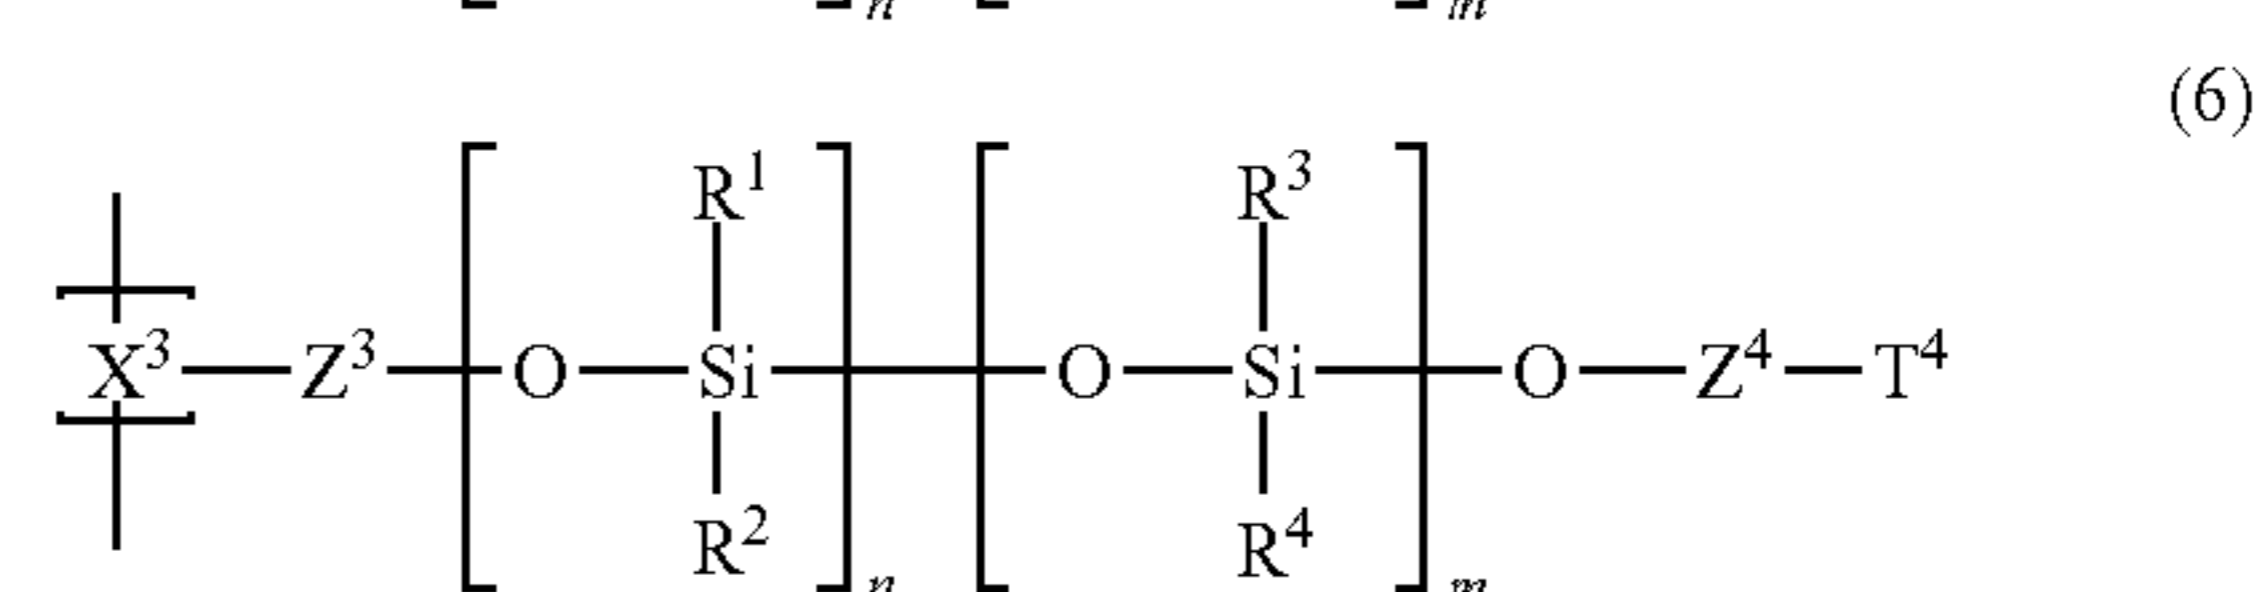 n m
(6)
R¹ R³
X³—Z³—O—Si—O—Si—O—Z⁴—T⁴
R² R⁴
n m